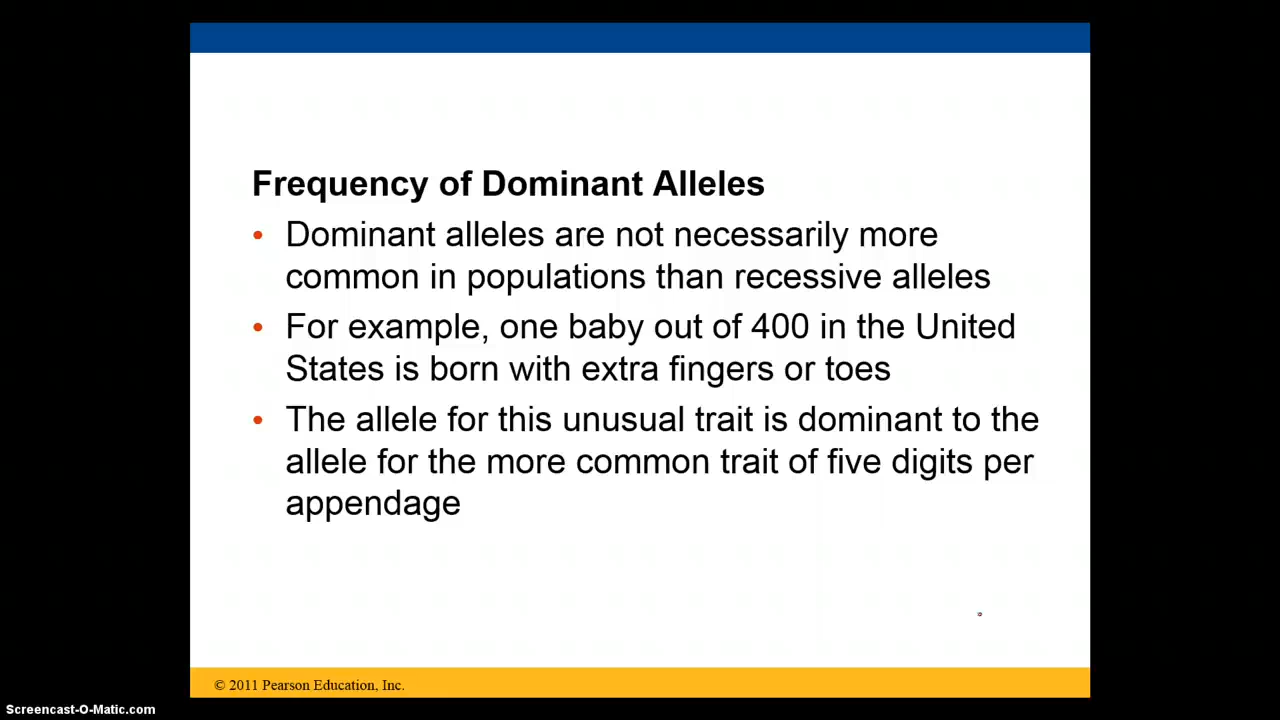 Frequency of Dominant Alleles
• Dominant alleles are not necessarily more
common in populations than recessive alleles
• For example, one baby out of 400 in the United
States is born with extra fingers or toes
• The allele for this unusual trait is dominant to the
allele for the more common trait of five digits per
appendage
© 2011 Pearson Education, Inc.
Screencast-O-Matic.com